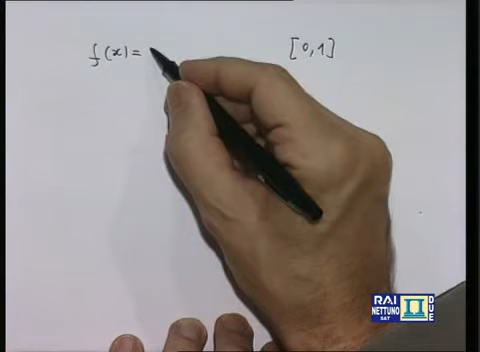 f(x) = [0,1]
RAI
NETTUNO
SAT
DUE